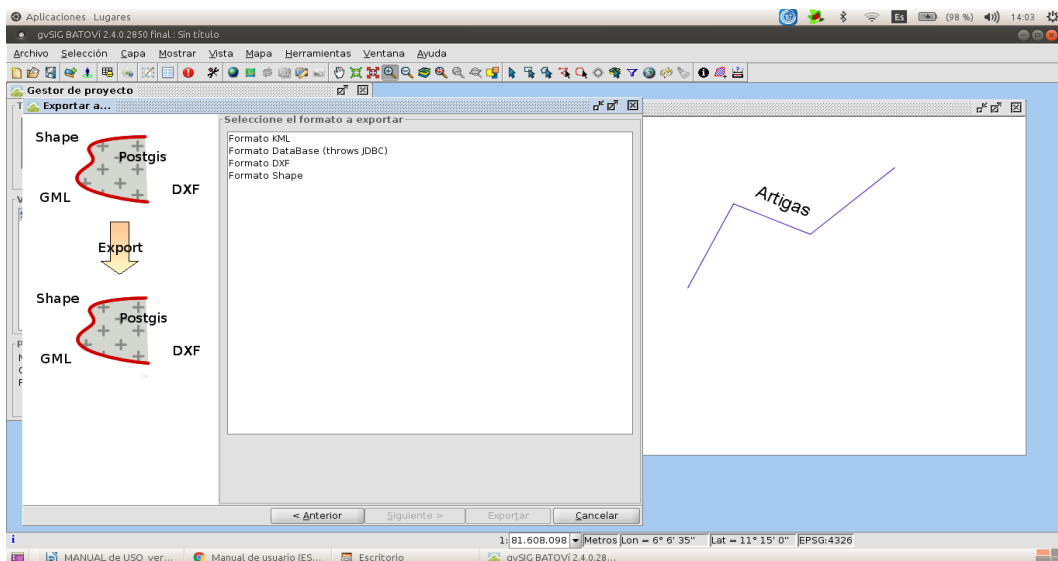 Aplicaciones Lugares
Es (98 %) 14:03
gvSIG BATOVÍ 2.4.0.2850 final : Sin título
Archivo Selección Capa Mostrar Vista Mapa Herramientas Ventana Ayuda
Gestor de proyecto
Exportar a...
Seleccione el formato a exportar
Formato KML
Formato DataBase (throws JDBC)
Formato DXF
Formato Shape
Shape
Postgis
GML
DXF
Export
Shape
Postgis
GML
DXF
Artigas
< Anterior Siguiente > Exportar Cancelar
1: 81.608.098 Metros Lon = 6° 6' 35" Lat = 11° 15' 0" EPSG:4326
MANUAL de USO_ver... Manual de usuario (ES... Escritorio gvSIG BATOVÍ 2.4.0.28...